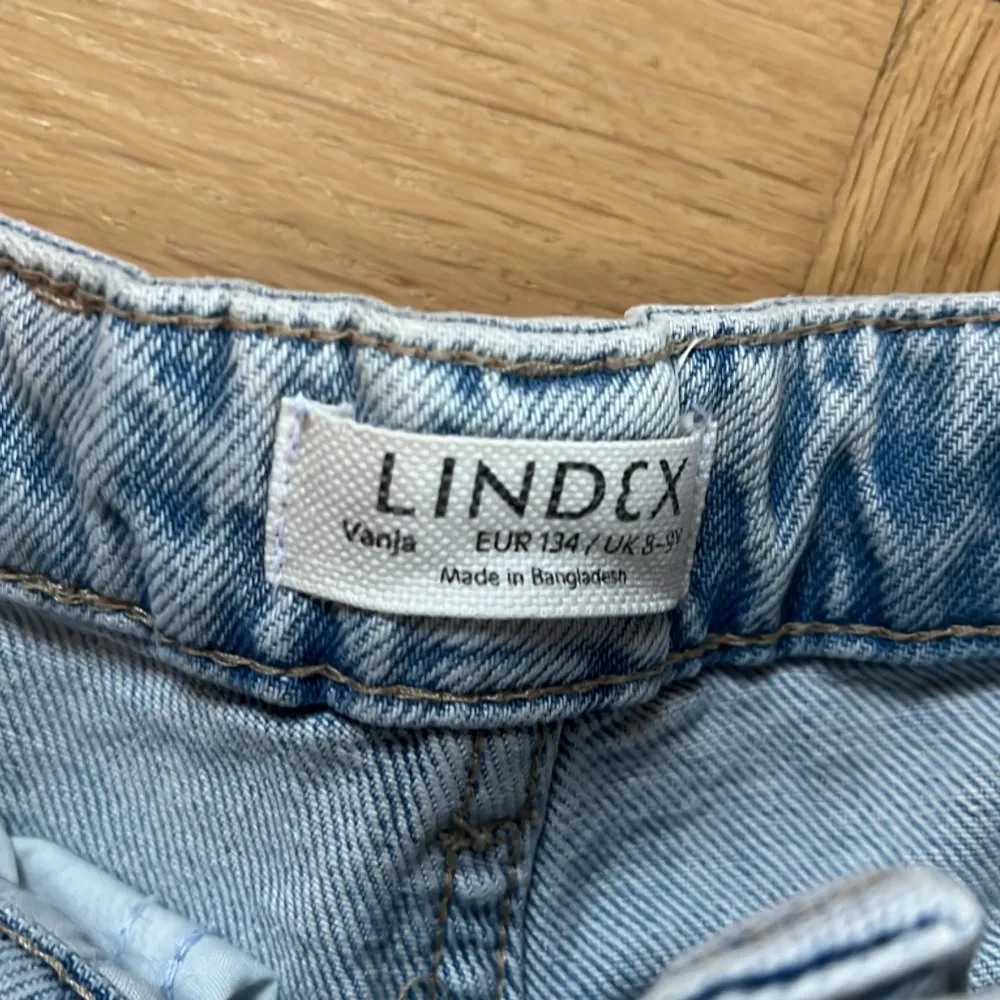 LINDEX
Vanja EUR 134 / UK 8-9Y
Made in Bangladesh